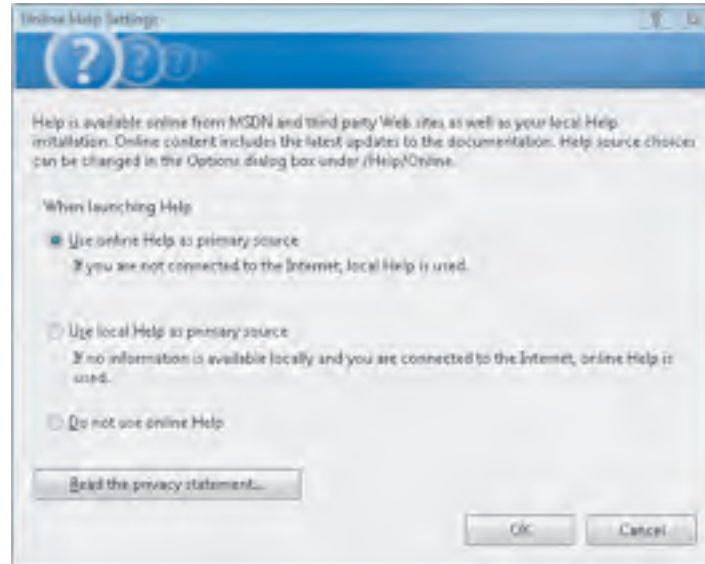 Online Help Settings
Help is available online from MSDN and third party Web sites as well as your local Help
installation. Online content includes the latest updates to the documentation. Help source choices
can be changed in the Options dialog box under /Help/Online.
When launching Help
Use online Help as primary source
If you are not connected to the Internet, local Help is used.
Use local Help as primary source
If no information is available locally and you are connected to the Internet, online Help is
used.
Do not use online Help
Read the privacy statement...
OK Cancel